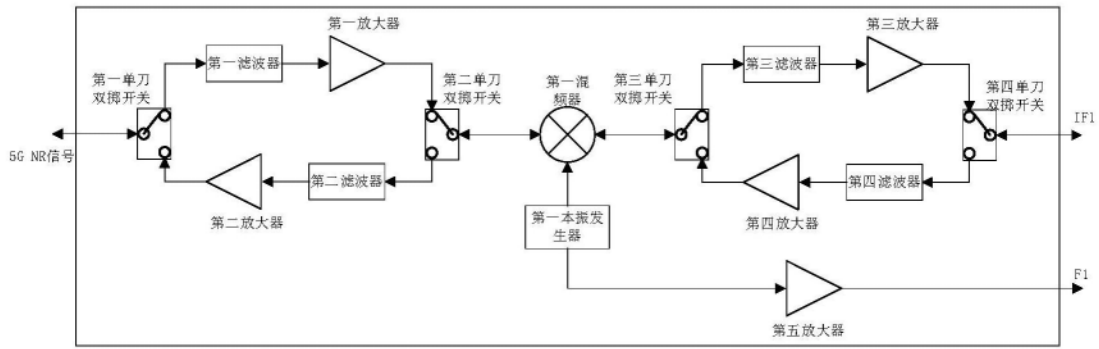 第一放大器
第三放大器
第一滤波器
第三滤波器
第一单刀
双掷开关
第二单刀
双掷开关
第一混
频器
第三单刀
双掷开关
第四单刀
双掷开关
5G NR信号
IF1
第二滤波器
第四滤波器
第二放大器
第四放大器
第一本振发
生器
F1
第五放大器